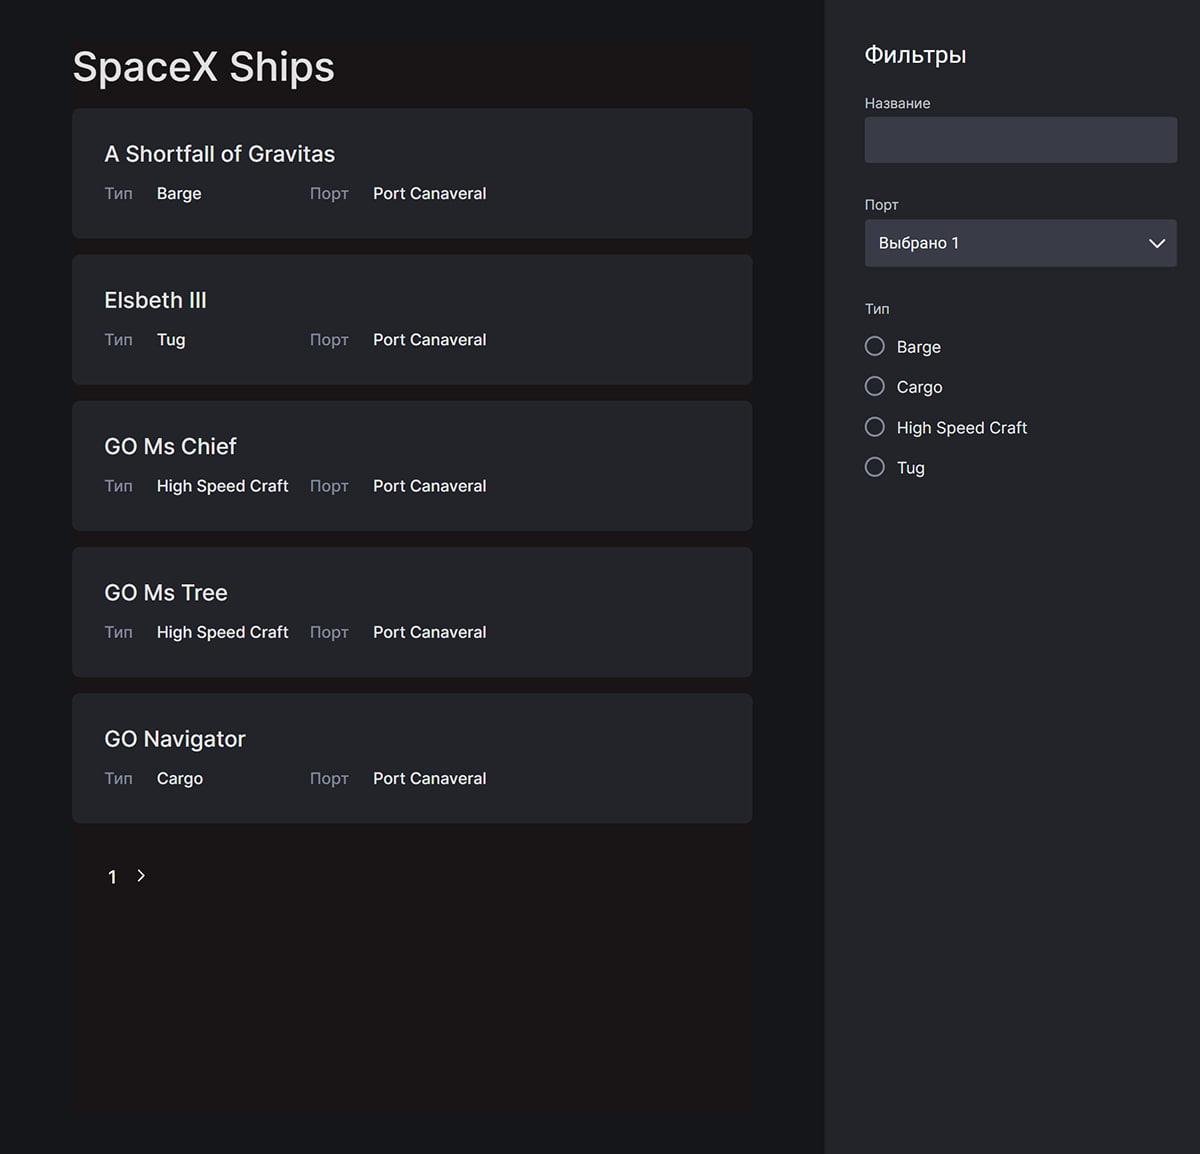 SpaceX Ships
A Shortfall of Gravitas
Тип Barge Порт Port Canaveral
Elsbeth III
Тип Tug Порт Port Canaveral
GO Ms Chief
Тип High Speed Craft Порт Port Canaveral
GO Ms Tree
Тип High Speed Craft Порт Port Canaveral
GO Navigator
Тип Cargo Порт Port Canaveral
1
Фильтры
Название
Порт
Выбрано 1
Тип
Barge
Cargo
High Speed Craft
Tug